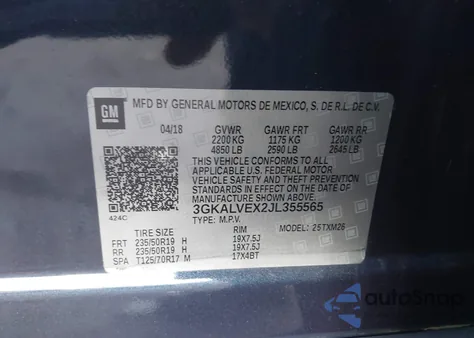 GM
MFD BY GENERAL MOTORS DE MEXICO, S. DE R.L. DE C.V.
04/18 GVWR GAWR FRT GAWR RR
2200 KG 1175 KG 1200 KG
4850 LB 2590 LB 2645 LB
THIS VEHICLE CONFORMS TO ALL
APPLICABLE U.S. FEDERAL MOTOR
VEHICLE SAFETY STANDARDS IN
EFFECT ON THE DATE OF
MANUFACTURE SHOWN ABOVE.
3GKALVEX2JL355565
424C TYPE: M.P.V. MODEL: 25TXM26
TIRE SIZE RIM
FRT 235/50R19 H 19X7.5J
RR 235/50R19 H 19X7.5J
SPA T125/70R17 M 17X4BT
autoSnap